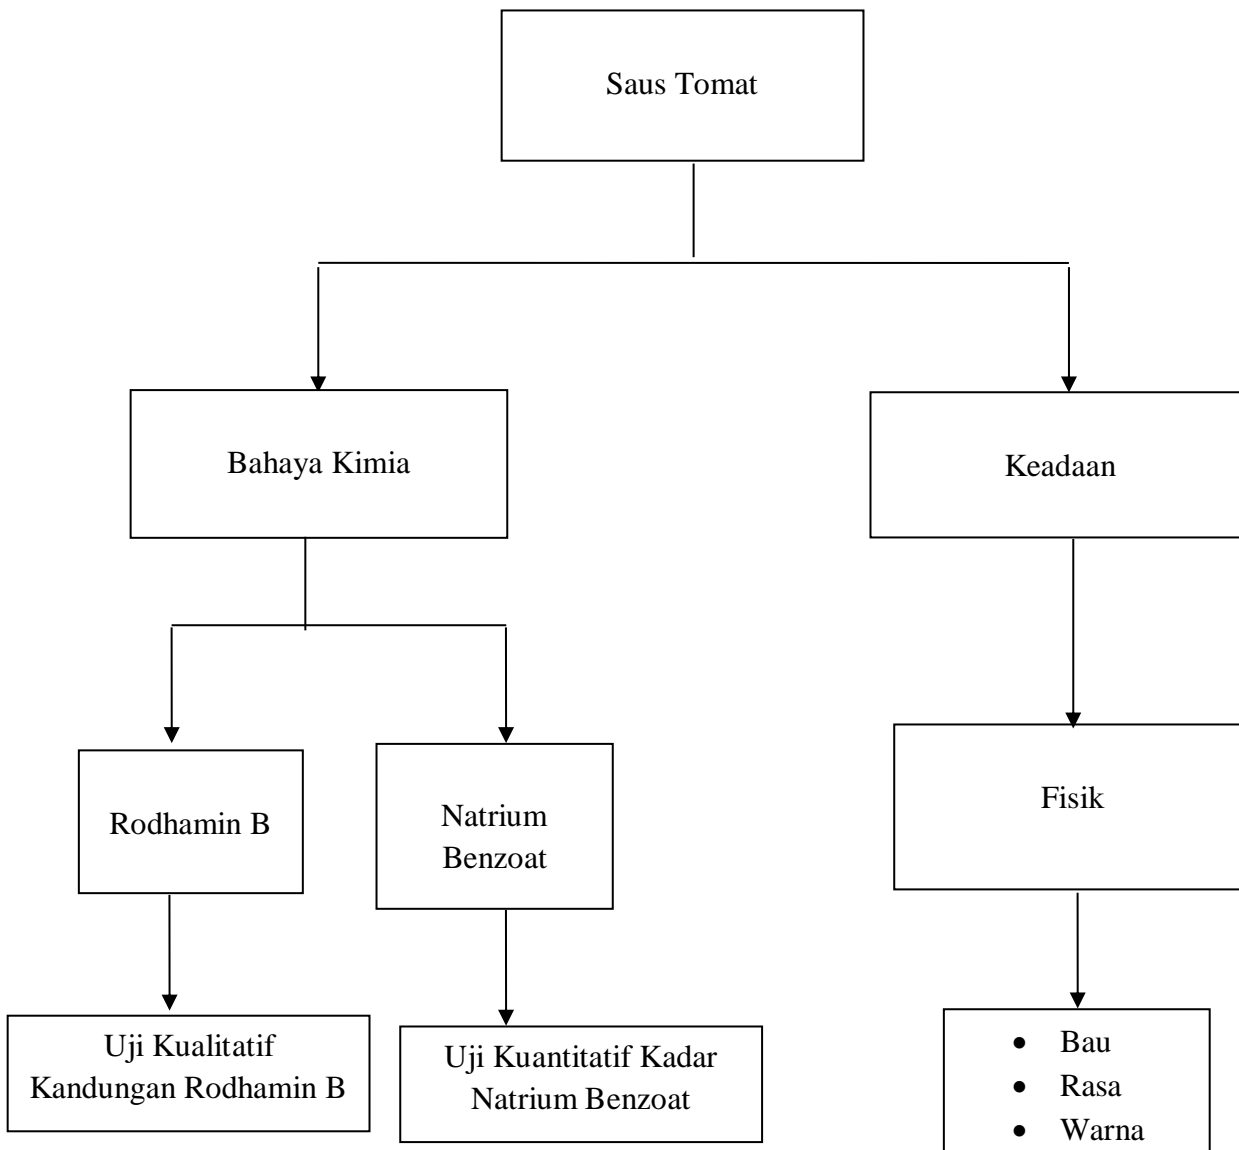 Saus Tomat
Bahaya Kimia
Keadaan
Rodhamin B
Natrium
Benzoat
Fisik
Uji Kualitatif
Kandungan Rodhamin B
Uji Kuantitatif Kadar
Natrium Benzoat
• Bau
• Rasa
• Warna